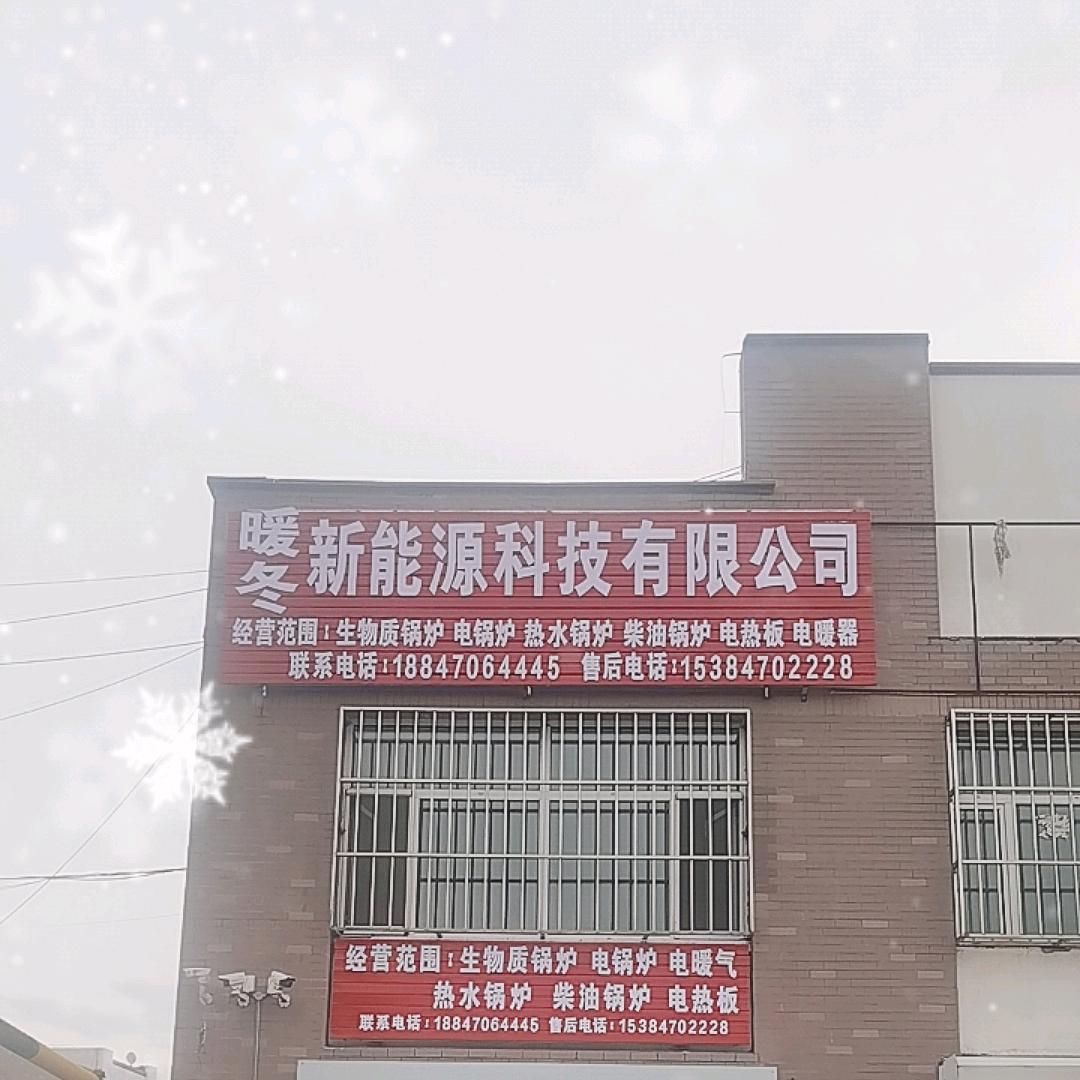 暖冬新能源科技有限公司
经营范围：生物质锅炉 电锅炉 热水锅炉 柴油锅炉 电热板 电暖器
联系电话：18847064445 售后电话：15384702228
经营范围：生物质锅炉 电锅炉 电暖气
热水锅炉 柴油锅炉 电热板
联系电话：18847064445 售后电话：15384702228